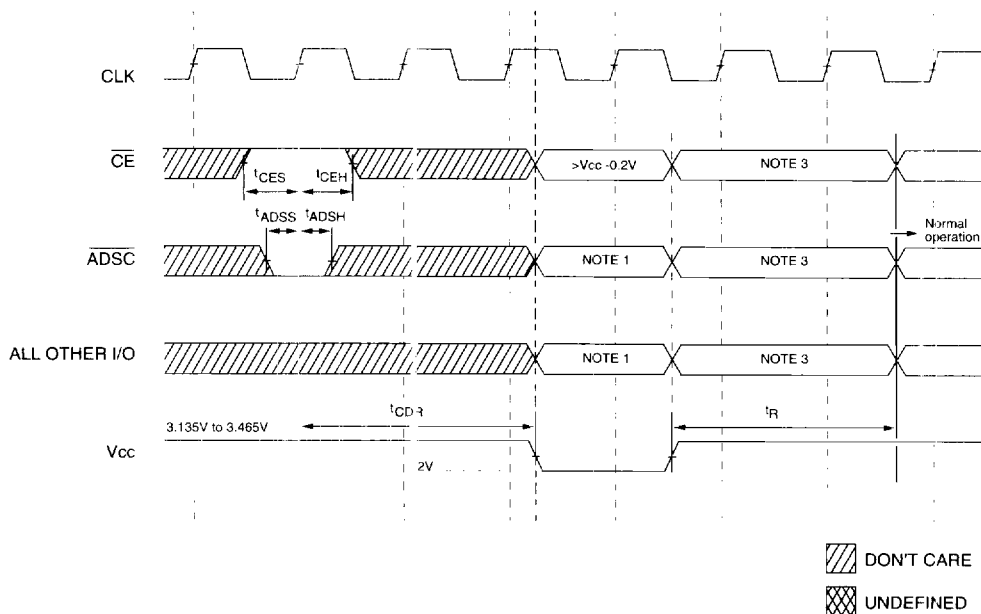 CLK
CE
>Vcc -0.2V
NOTE 3
tCES
tCEH
tADSS
tADSH
Normal
operation
ADSC
NOTE 1
NOTE 3
ALL OTHER I/O
NOTE 1
NOTE 3
tCDR
tR
3.135V to 3.465V
Vcc
2V
DON'T CARE
UNDEFINED